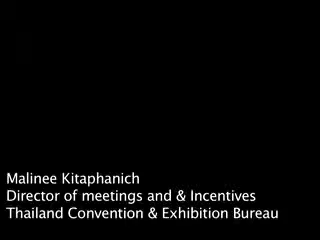 Malinee Kitaphanich
Director of meetings and & Incentives
Thailand Convention & Exhibition Bureau